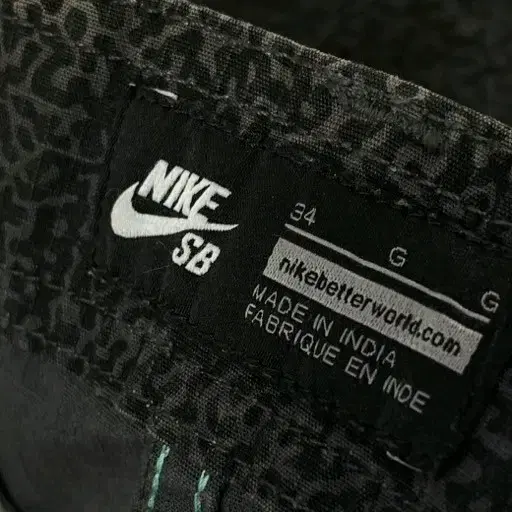 NIKE
SB
34 G G
nikebetterworld.com
MADE IN INDIA
FABRIQUE EN INDE